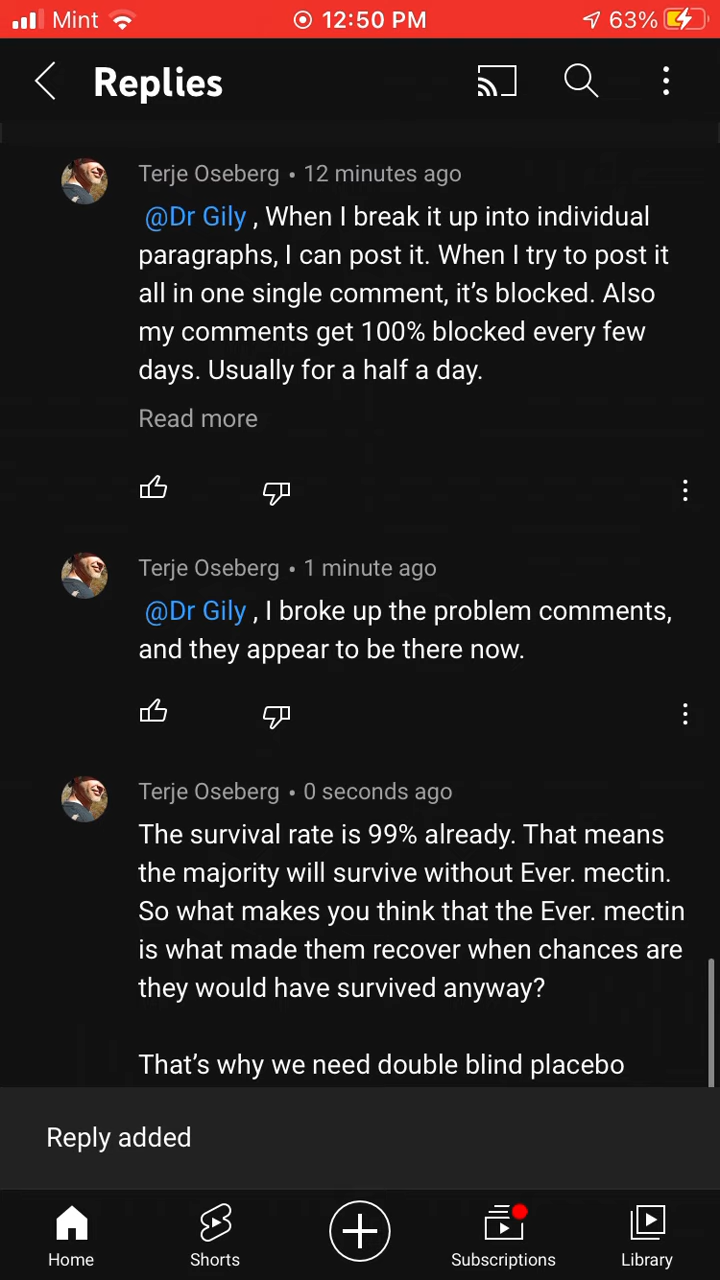 Mint 12:50 PM 63%
Replies
Terje Oseberg • 12 minutes ago
@Dr Gily , When I break it up into individual
paragraphs, I can post it. When I try to post it
all in one single comment, it’s blocked. Also
my comments get 100% blocked every few
days. Usually for a half a day.
Read more
Terje Oseberg • 1 minute ago
@Dr Gily , I broke up the problem comments,
and they appear to be there now.
Terje Oseberg • 0 seconds ago
The survival rate is 99% already. That means
the majority will survive without Ever. mectin.
So what makes you think that the Ever. mectin
is what made them recover when chances are
they would have survived anyway?
That’s why we need double blind placebo
Reply added
Home Shorts Subscriptions Library